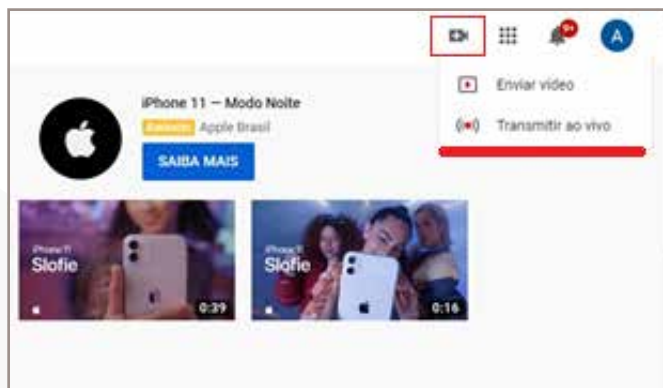 9+
A
Enviar vídeo
Transmitir ao vivo
iPhone 11 – Modo Noite
Anúncio Apple Brasil
SAIBA MAIS
iPhone 11
Slofie
0:39
iPhone 11
Slofie
0:16